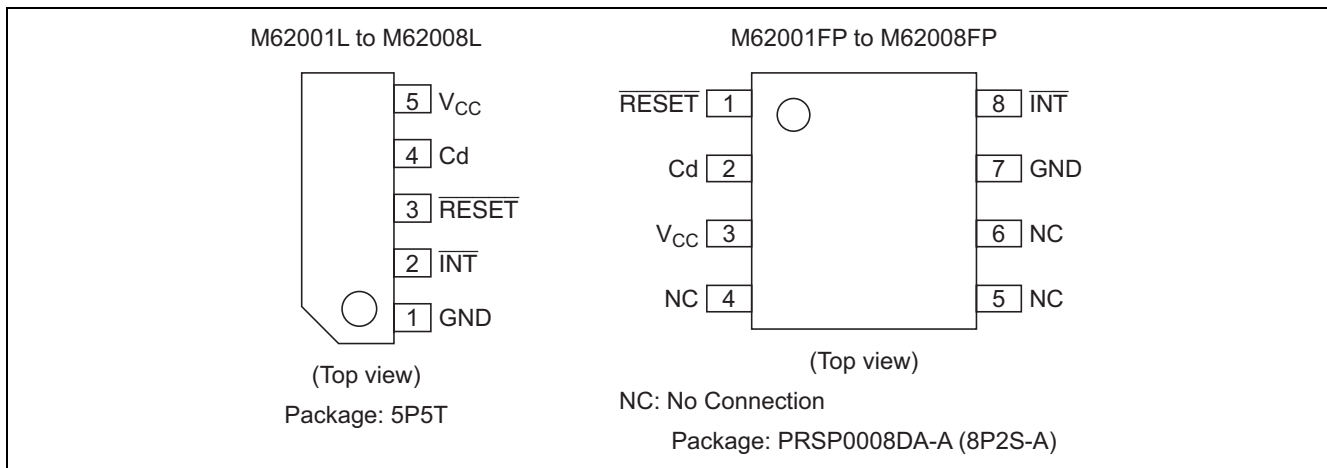 M62001L to M62008L
5 VCC
4 Cd
3 RESET
2 INT
1 GND
(Top view)
Package: 5P5T
M62001FP to M62008FP
RESET 1
8 INT
Cd 2
7 GND
VCC 3
6 NC
NC 4
5 NC
(Top view)
NC: No Connection
Package: PRSP0008DA-A (8P2S-A)